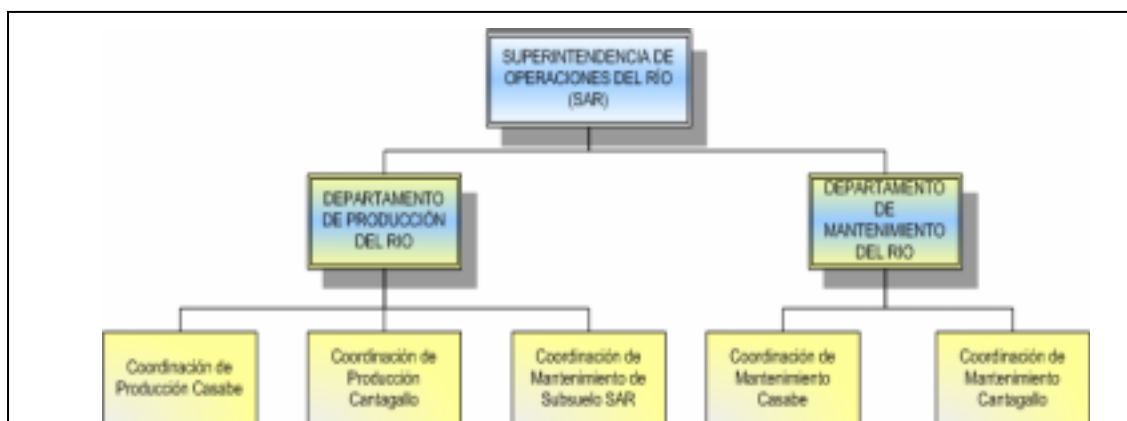 SUPERINTENDENCIA DE
OPERACIONES DEL RÍO
(SAR)
DEPARTAMENTO
DE PRODUCCIÓN
DEL RIO
DEPARTAMENTO
DE
MANTENIMIENTO
DEL RIO
Coordinación de
Producción Casabe
Coordinación de
Producción
Cantagallo
Coordinación de
Mantenimiento de
Subsuelo SAR
Coordinación de
Mantenimiento
Casabe
Coordinación de
Mantenimiento
Cantagallo